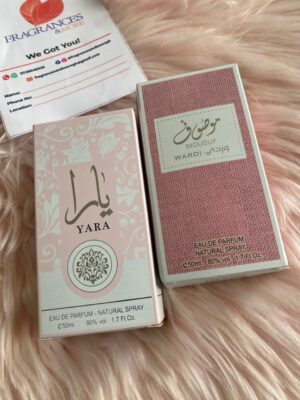 FRAGRANCES
& MORE
We Got You!
Name:
Phone No:
Location:
يارا
YARA
EAU DE PARFUM - NATURAL SPRAY
℮50ml 80% vol 1.7 Fl.Oz.
موصوف
MOUSUF
WARDI وردي
EAU DE PARFUM
NATURAL SPRAY
℮50ml 80% vol. 1.7 Fl.Oz.